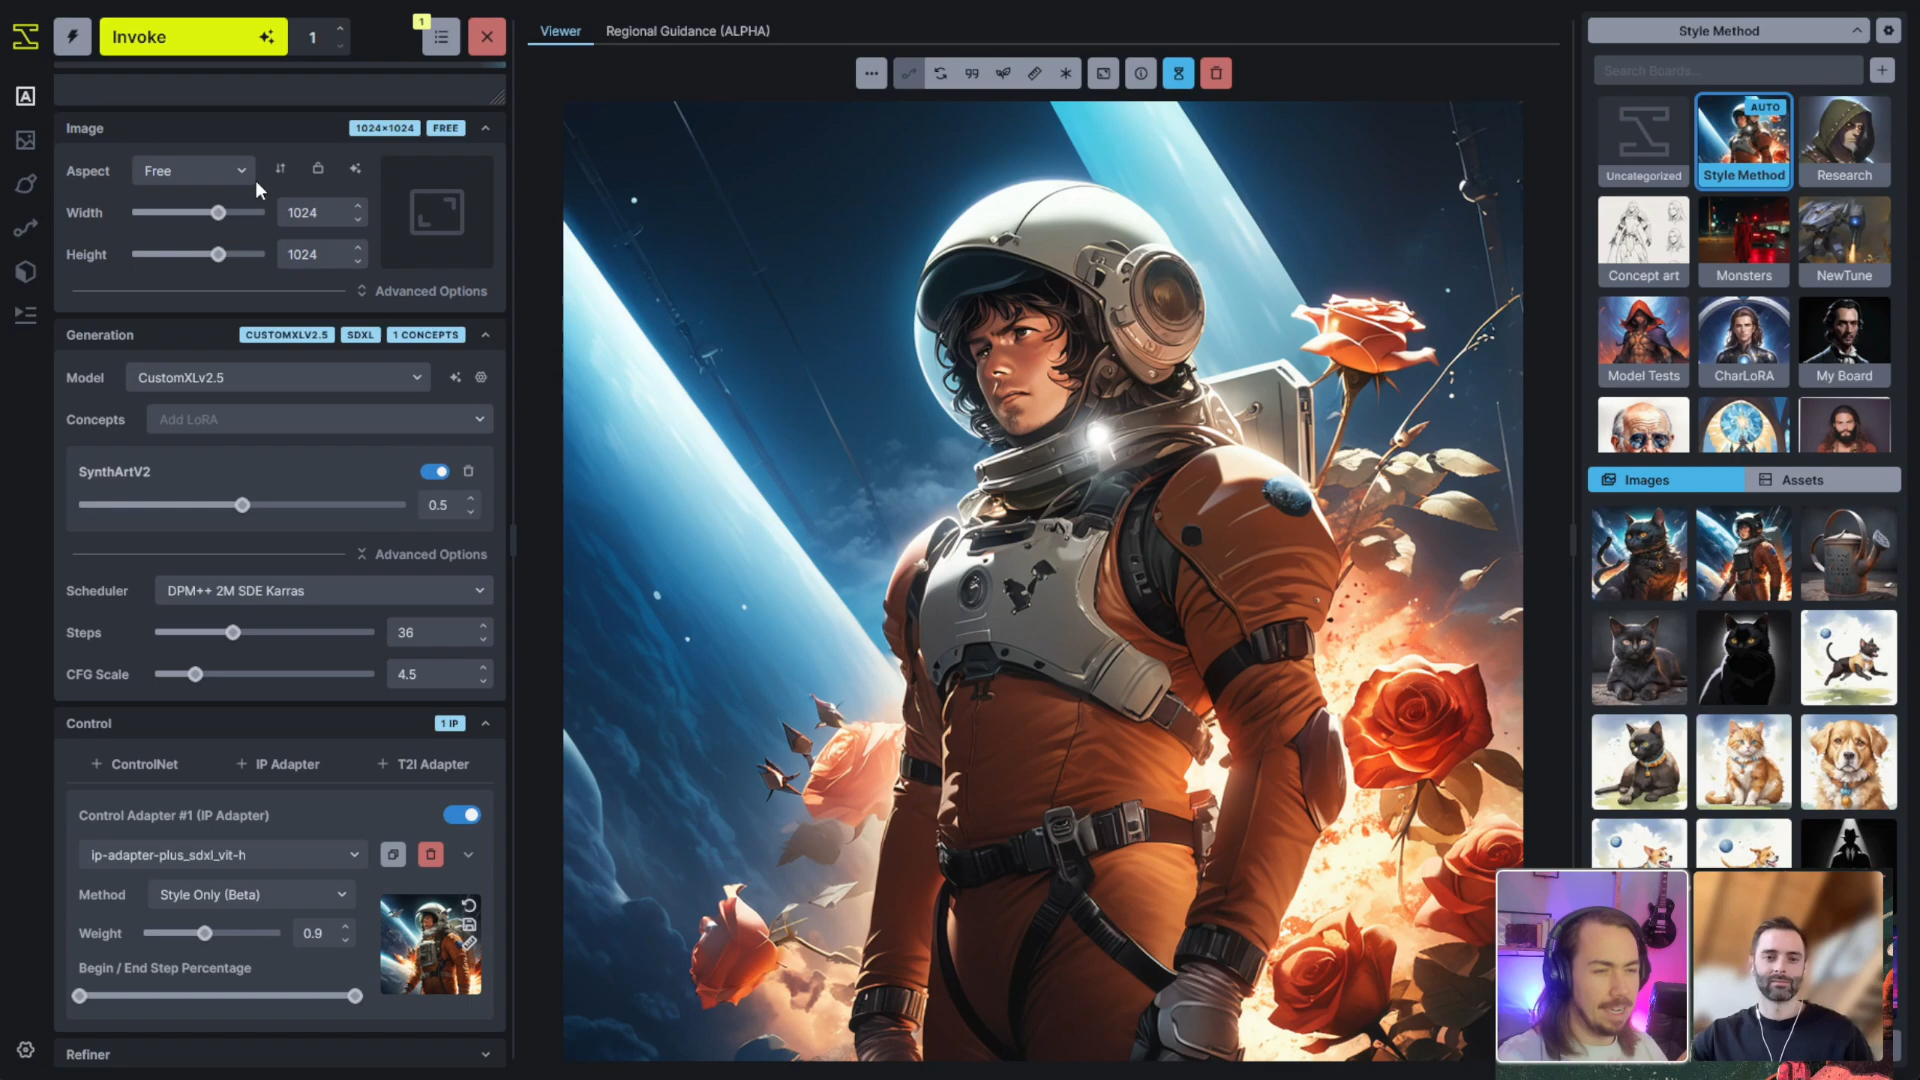 Invoke
1
1
Viewer
Regional Guidance (ALPHA)
Style Method
Search Boards...
Image
1024×1024
FREE
Aspect
Free
Width
1024
Height
1024
Advanced Options
Generation
CUSTOMXLV2.5
SDXL
1 CONCEPTS
Model
CustomXLv2.5
Concepts
Add LoRA
SynthArtV2
0.5
Advanced Options
Scheduler
DPM++ 2M SDE Karras
Steps
36
CFG Scale
4.5
Control
1 IP
ControlNet
IP Adapter
T2I Adapter
Control Adapter #1 (IP Adapter)
ip-adapter-plus_sdxl_vit-h
Method
Style Only (Beta)
Weight
0.9
Begin / End Step Percentage
Refiner
AUTO
Uncategorized
Style Method
Research
Concept art
Monsters
NewTune
Model Tests
CharLoRA
My Board
Images
Assets